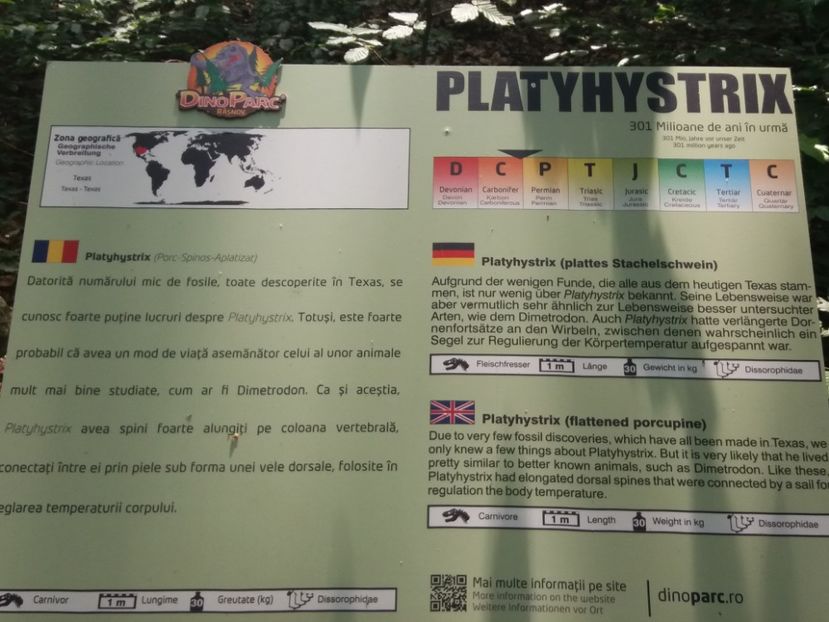 DINOPARC
RÂȘNOV
PLATYHYSTRIX
301 Milioane de ani în urmă
301 Mio. Jahre vor unser Zeit
301 million years ago
Zona geografică
Geographische
Verbreitung
Geographic Location
Texas
Texas - Texas
D C P T J C T C
Devonian Carbonifer Permian Triasic Jurasic Cretacic Tertiar Cuaternar
Devon Karbon Perm Trias Jura Kreide Tertiär Quartär
Devonian Carboniferous Permian Triassic Jurassic Cretaceous Tertiary Quaternary
Platyhystrix (Porc-Spinos-Aplatizat)
Datorită numărului mic de fosile, toate descoperite în Texas, se
cunosc foarte puține lucruri despre Platyhystrix. Totuși, este foarte
probabil că avea un mod de viață asemănător celui al unor animale
mult mai bine studiate, cum ar fi Dimetrodon. Ca și aceștia,
Platyhystrix avea spini foarte alungiți pe coloana vertebrală,
conectați între ei prin piele sub forma unei vele dorsale, folosite în
eglarea temperaturii corpului.
Carnivor 1 m Lungime 30 Greutate (kg) Dissorophidae
Platyhystrix (plattes Stachelschwein)
Aufgrund der wenigen Funde, die alle aus dem heutigen Texas stam-
men, ist nur wenig über Platyhystrix bekannt. Seine Lebensweise war
aber vermutlich sehr ähnlich zur Lebensweise besser untersuchter
Arten, wie dem Dimetrodon. Auch Platyhystrix hatte verlängerte Dor-
nenfortsätze an den Wirbeln, zwischen denen wahrscheinlich ein
Segel zur Regulierung der Körpertemperatur aufgespannt war.
Fleischfresser 1 m Länge 30 Gewicht in kg Dissorophidae
Platyhystrix (flattened porcupine)
Due to very few fossil discoveries, which have all been made in Texas, we
only knew a few things about Platyhystrix. But it is very likely that he lived
pretty similar to better known animals, such as Dimetrodon. Like these,
Platyhystrix had elongated dorsal spines that were connected by a sail for
regulation the body temperature.
Carnivore 1 m Length 30 Weight in kg Dissorophidae
Mai multe informații pe site
More information on the website
Weitere Informationen vor Ort
dinoparc.ro